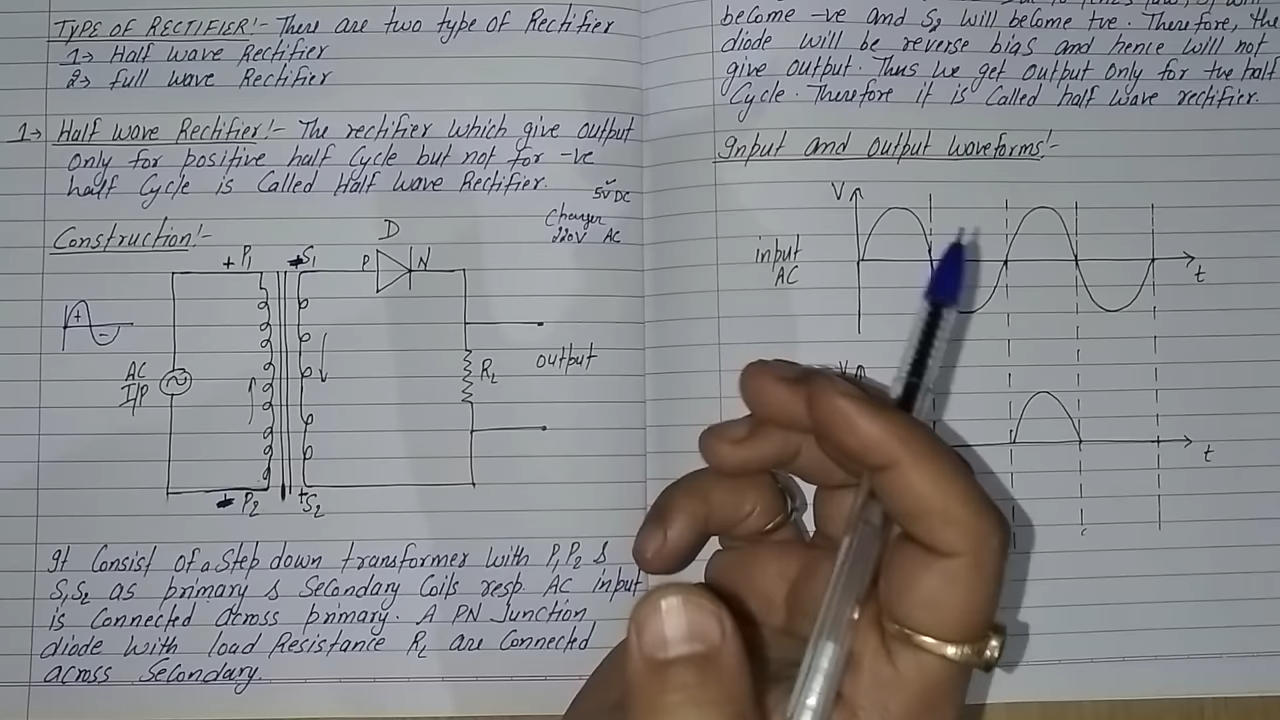 TYPE OF RECTIFIER!- There are two type of Rectifier
1→ Half wave Rectifier
2→ full wave Rectifier
1→ Half wave Rectifier!- The rectifier which give output
only for positive half Cycle but not for -ve
half Cycle is Called Half Wave Rectifier.
5V DC
Charger
220V AC
Construction!-
D
+ P1
S1
P
N
+
-
AC
I/P
RL
output
P2
+S2
It Consist of a Step down transformer with P1P2 &
S1S2 as primary & Secondary Coils resp. AC input
is Connected across primary. A PN Junction
diode with load Resistance RL are Connected
across Secondary.
become -ve and S2 will become +ve. Therefore, the
diode will be reverse bias and hence will not
give output. Thus we get output only for the half
Cycle. Therefore it is Called half wave rectifier.
Input and output waveforms!-
V
input
AC
t
V
t